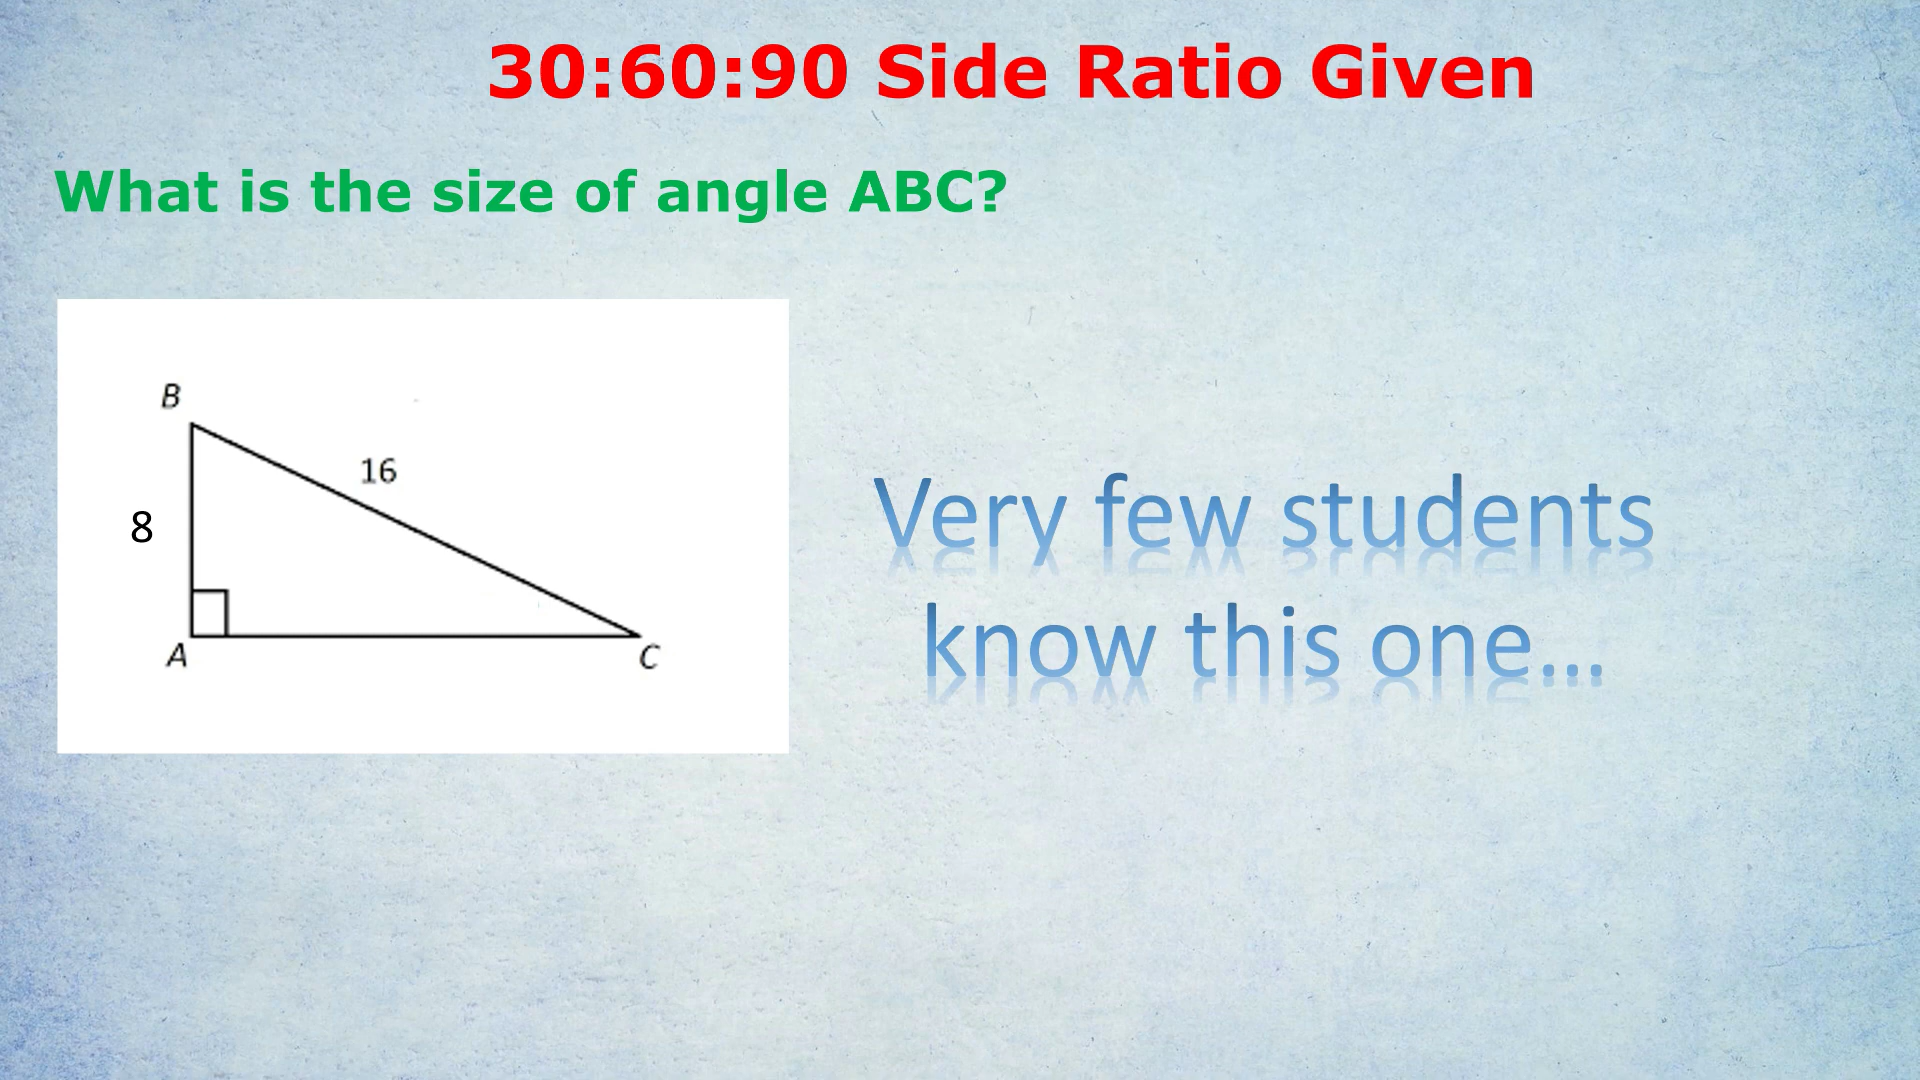 30:60:90 Side Ratio Given
What is the size of angle ABC?
B
16
8
A
C
Very few students
know this one...